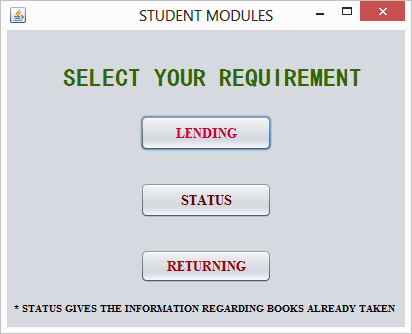 STUDENT MODULES
SELECT YOUR REQUIREMENT
LENDING
STATUS
RETURNING
* STATUS GIVES THE INFORMATION REGARDING BOOKS ALREADY TAKEN